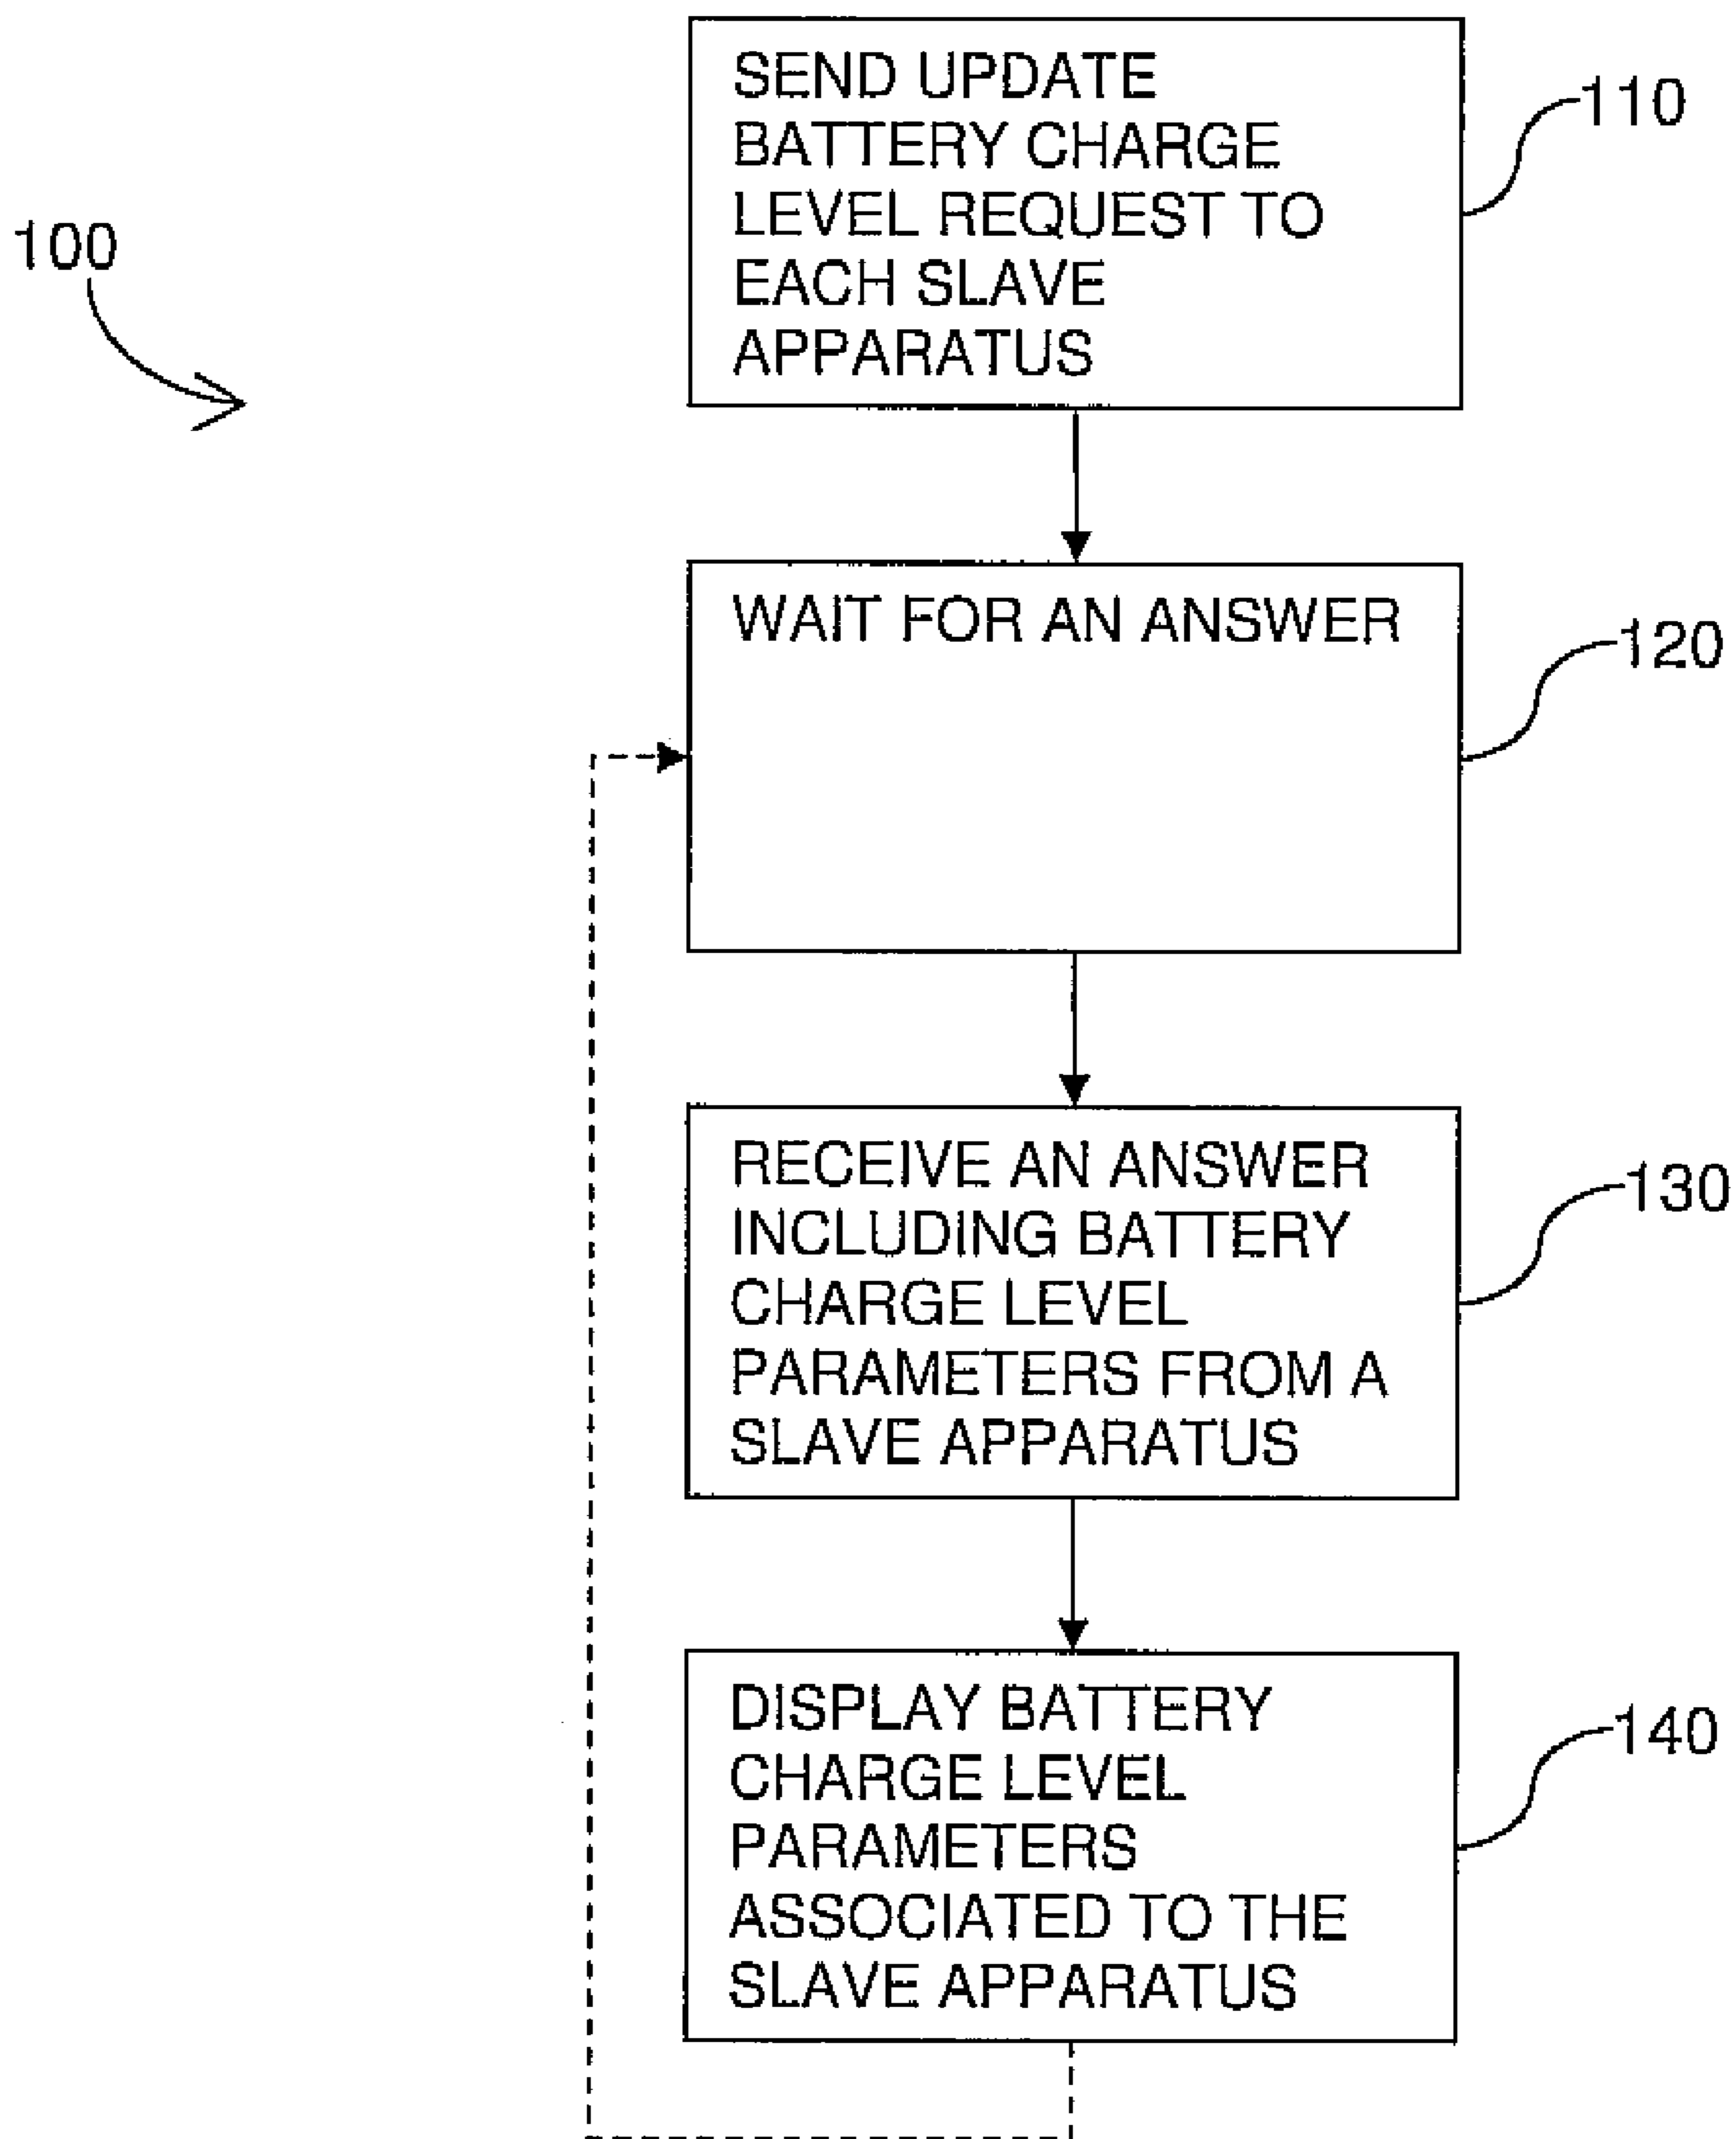 SEND UPDATE
BATTERY CHARGE
LEVEL REQUEST TO
EACH SLAVE
APPARATUS
110
100
WAIT FOR AN ANSWER
120
RECEIVE AN ANSWER
INCLUDING BATTERY
CHARGE LEVEL
PARAMETERS FROM A
SLAVE APPARATUS
130
DISPLAY BATTERY
CHARGE LEVEL
PARAMETERS
ASSOCIATED TO THE
SLAVE APPARATUS
140